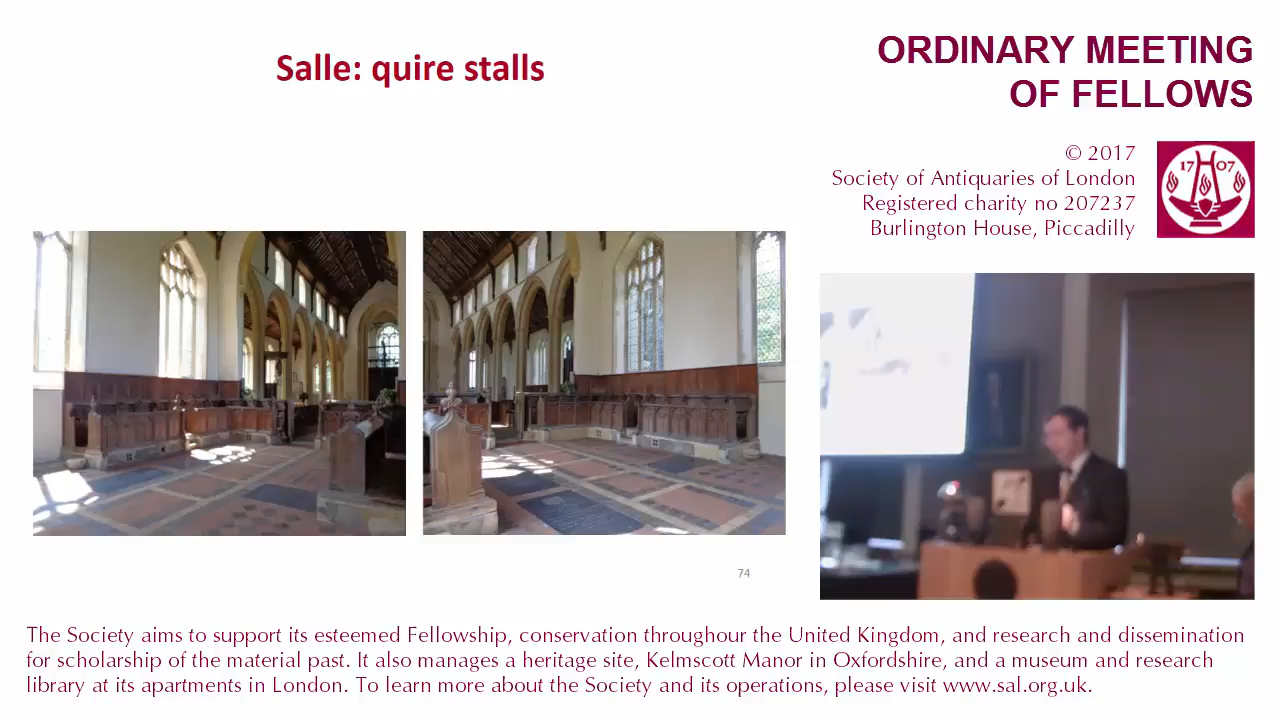 Salle: quire stalls
ORDINARY MEETING
OF FELLOWS
© 2017
Society of Antiquaries of London
Registered charity no 207237
Burlington House, Piccadilly
17 07
74
The Society aims to support its esteemed Fellowship, conservation throughour the United Kingdom, and research and dissemination
for scholarship of the material past. It also manages a heritage site, Kelmscott Manor in Oxfordshire, and a museum and research
library at its apartments in London. To learn more about the Society and its operations, please visit www.sal.org.uk.